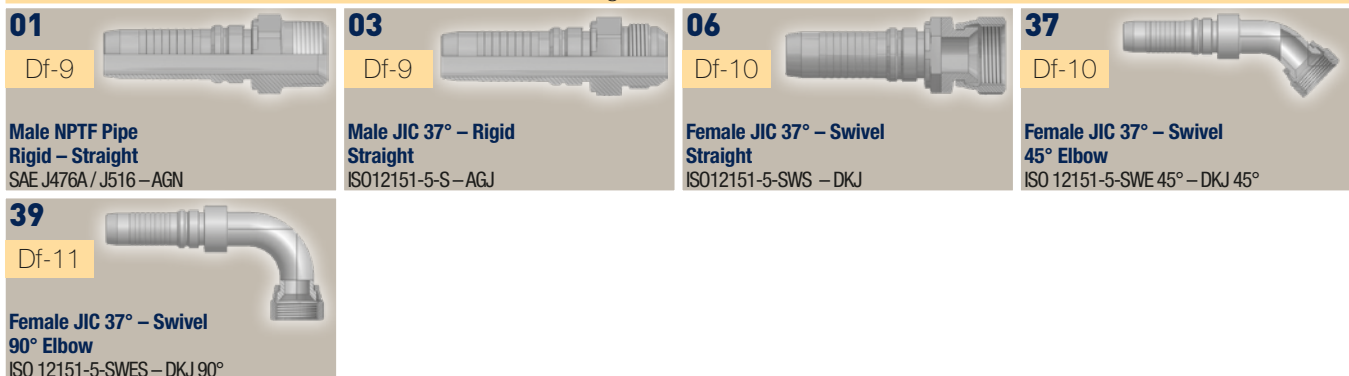 01
Df-9
Male NPTF Pipe
Rigid – Straight
SAE J476A / J516 – AGN
03
Df-9
Male JIC 37° – Rigid
Straight
ISO12151-5-S – AGJ
06
Df-10
Female JIC 37° – Swivel
Straight
ISO12151-5-SWS – DKJ
37
Df-10
Female JIC 37° – Swivel
45° Elbow
ISO 12151-5-SWE 45° – DKJ 45°
39
Df-11
Female JIC 37° – Swivel
90° Elbow
ISO 12151-5-SWES – DKJ 90°